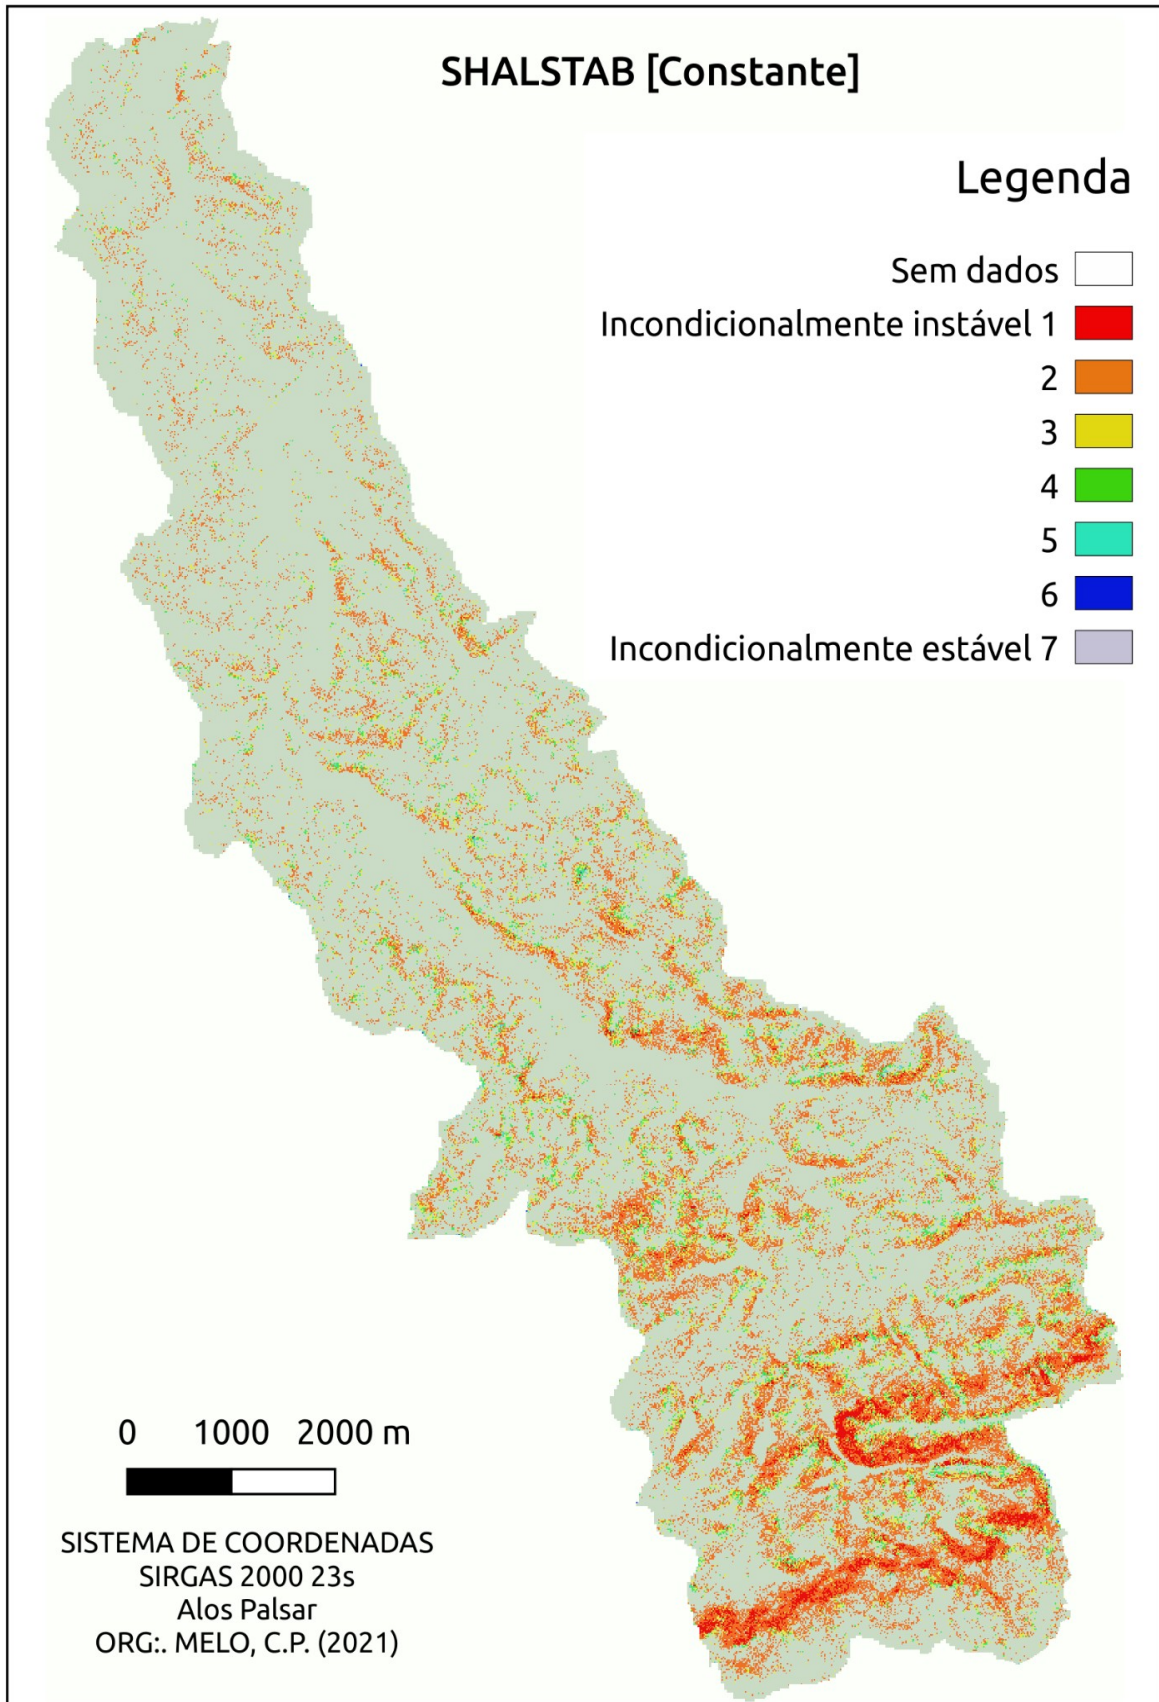 SHALSTAB [Constante]
Legenda
Sem dados
Incondicionalmente instável 1
2
3
4
5
6
Incondicionalmente estável 7
0 1000 2000 m
SISTEMA DE COORDENADAS
SIRGAS 2000 23s
Alos Palsar
ORG:. MELO, C.P. (2021)